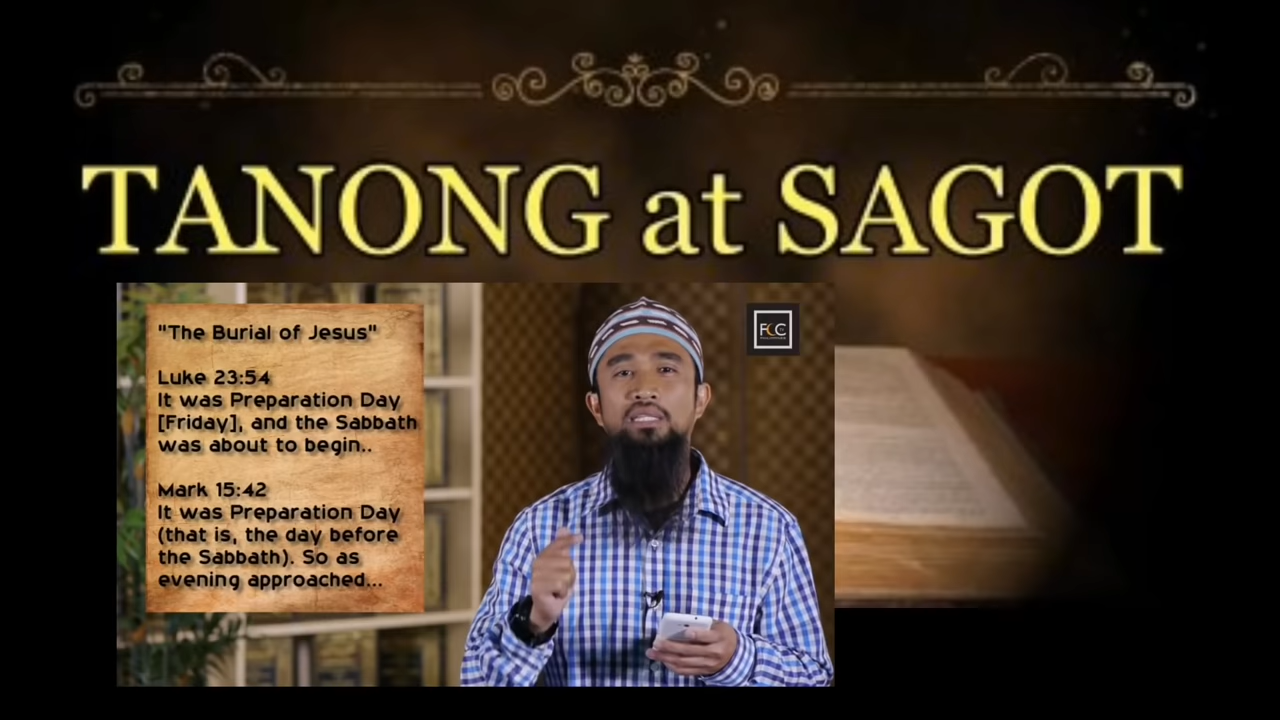 TANONG at SAGOT
"The Burial of Jesus"
Luke 23:54
It was Preparation Day
[Friday], and the Sabbath
was about to begin..
Mark 15:42
It was Preparation Day
(that is, the day before
the Sabbath). So as
evening approached...
FCC